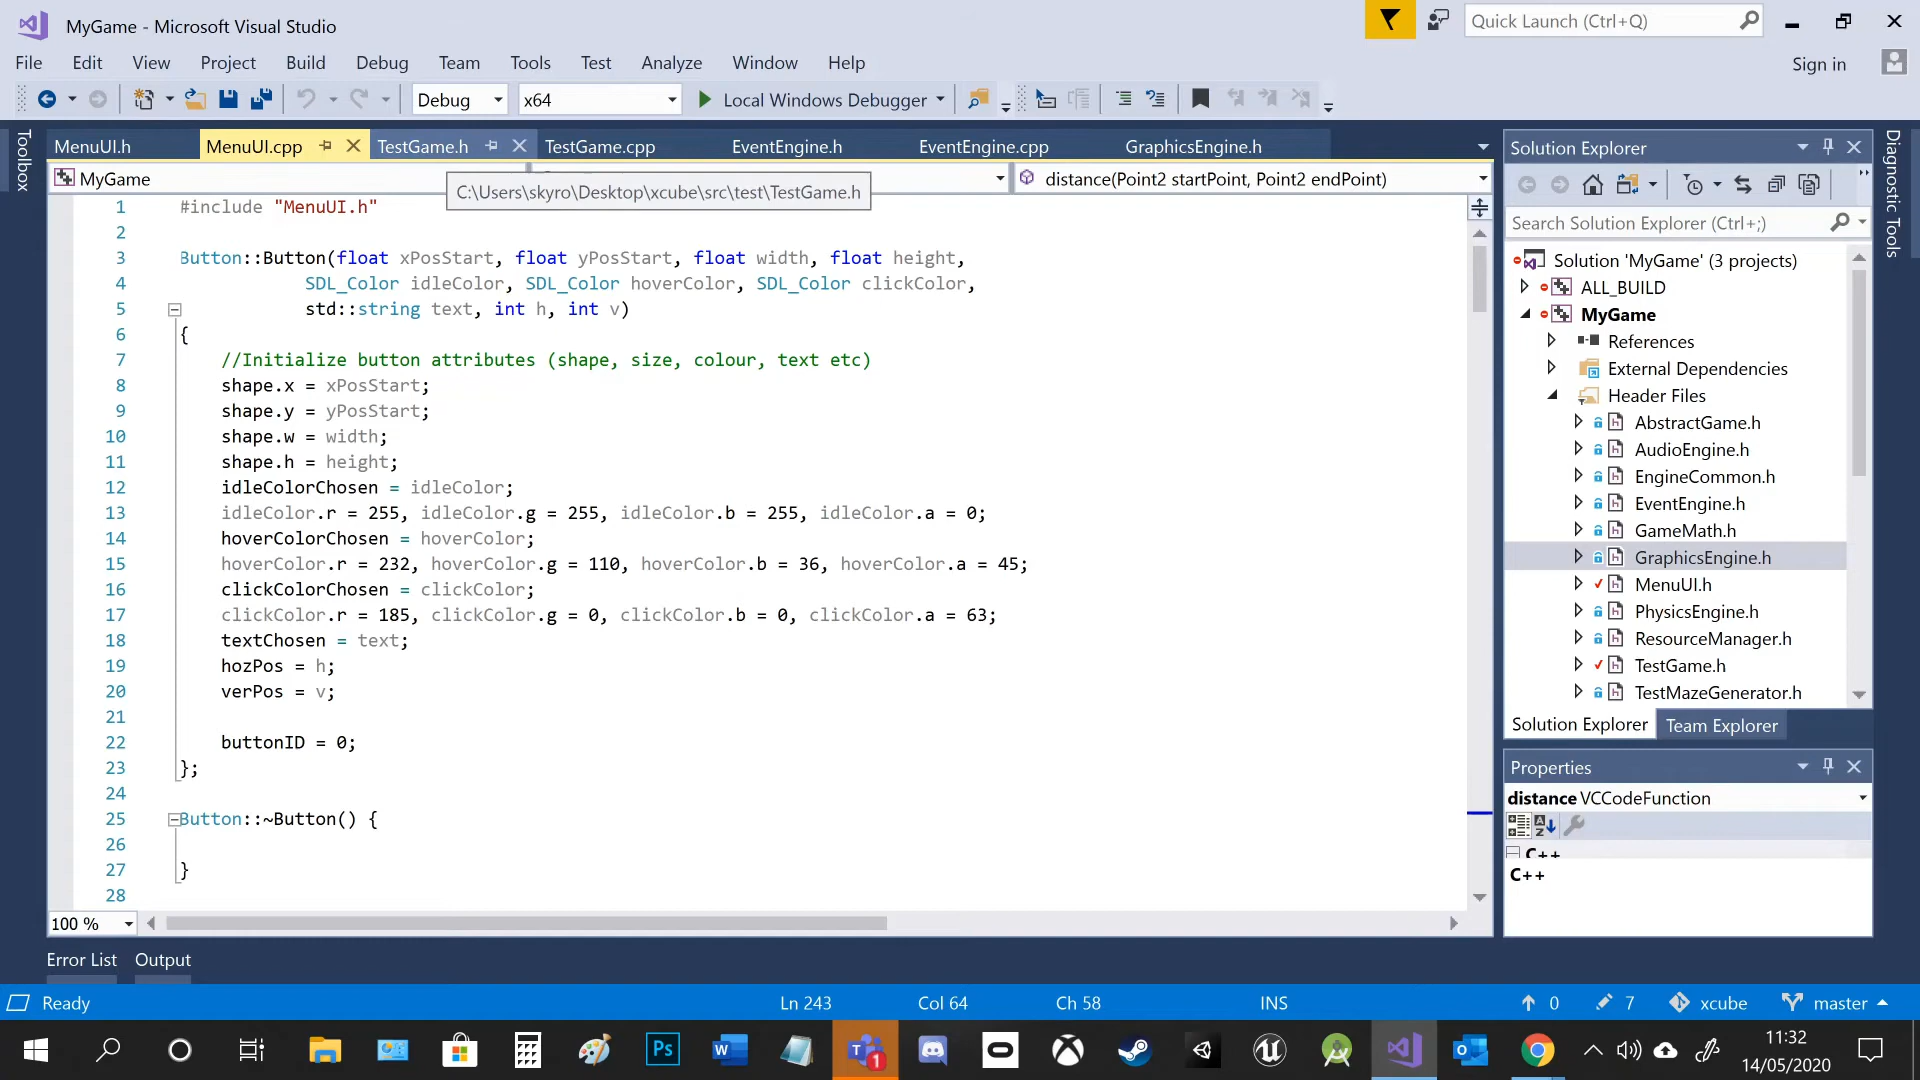 MyGame - Microsoft Visual Studio
Quick Launch (Ctrl+Q)
File Edit View Project Build Debug Team Tools Test Analyze Window Help
Sign in
Debug x64 Local Windows Debugger
Toolbox
MenuUI.h MenuUI.cpp TestGame.h TestGame.cpp EventEngine.h EventEngine.cpp GraphicsEngine.h
MyGame distance(Point2 startPoint, Point2 endPoint)
C:\Users\skyro\Desktop\xcube\src\test\TestGame.h
1 #include "MenuUI.h"
2
3 Button::Button(float xPosStart, float yPosStart, float width, float height,
4 SDL_Color idleColor, SDL_Color hoverColor, SDL_Color clickColor,
5 std::string text, int h, int v)
6 {
7 //Initialize button attributes (shape, size, colour, text etc)
8 shape.x = xPosStart;
9 shape.y = yPosStart;
10 shape.w = width;
11 shape.h = height;
12 idleColorChosen = idleColor;
13 idleColor.r = 255, idleColor.g = 255, idleColor.b = 255, idleColor.a = 0;
14 hoverColorChosen = hoverColor;
15 hoverColor.r = 232, hoverColor.g = 110, hoverColor.b = 36, hoverColor.a = 45;
16 clickColorChosen = clickColor;
17 clickColor.r = 185, clickColor.g = 0, clickColor.b = 0, clickColor.a = 63;
18 textChosen = text;
19 hozPos = h;
20 verPos = v;
21
22 buttonID = 0;
23 };
24
25 Button::~Button() {
26
27 }
28
100 %
Solution Explorer
Search Solution Explorer (Ctrl+;)
Solution 'MyGame' (3 projects)
ALL_BUILD
MyGame
References
External Dependencies
Header Files
AbstractGame.h
AudioEngine.h
EngineCommon.h
EventEngine.h
GameMath.h
GraphicsEngine.h
MenuUI.h
PhysicsEngine.h
ResourceManager.h
TestGame.h
TestMazeGenerator.h
Solution Explorer Team Explorer
Properties
distance VCCodeFunction
C++
C++
Diagnostic Tools
Error List Output
Ready Ln 243 Col 64 Ch 58 INS 0 7 xcube master
Ps
1
11:32
14/05/2020